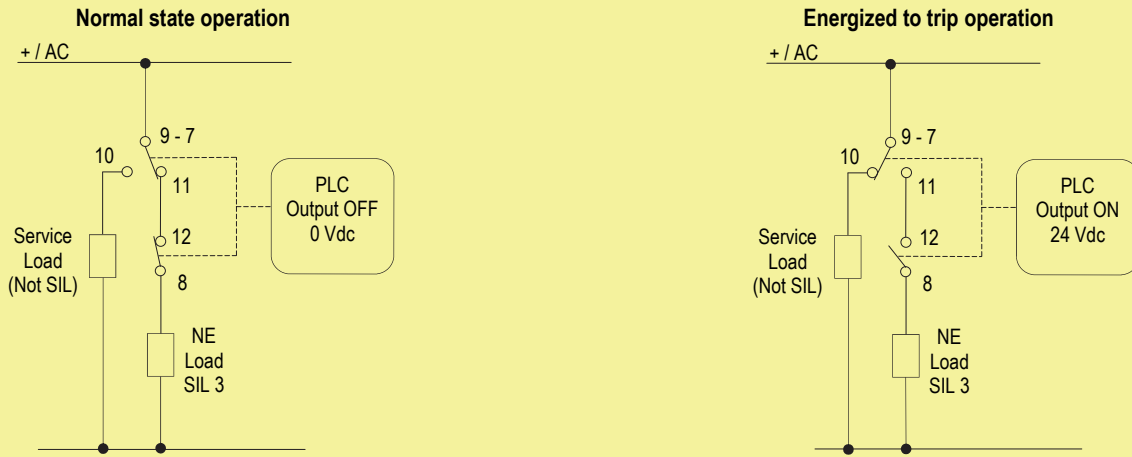 Normal state operation
+ / AC
9 - 7
10
11
PLC
Output OFF
0 Vdc
Service
Load
(Not SIL)
12
8
NE
Load
SIL 3
Energized to trip operation
+ / AC
9 - 7
10
11
PLC
Output ON
24 Vdc
Service
Load
(Not SIL)
12
8
NE
Load
SIL 3